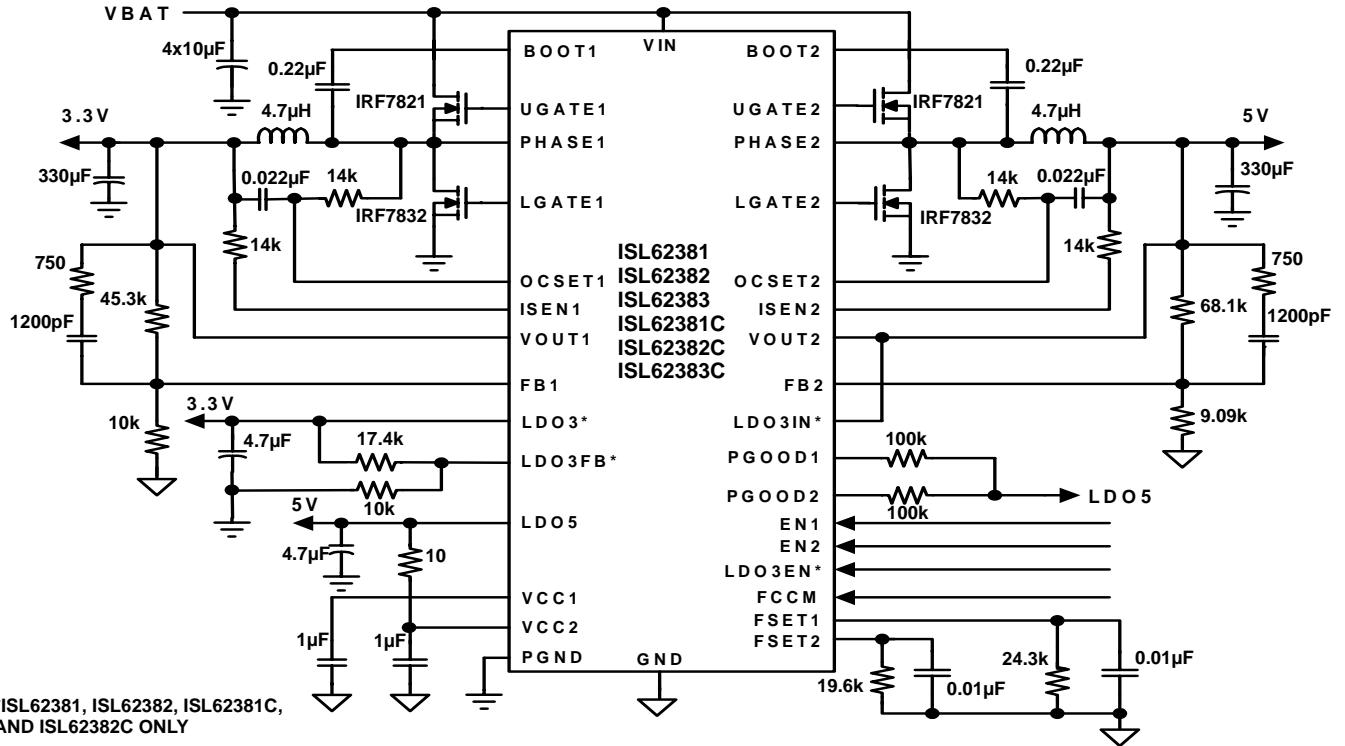 VBAT
4x10µF
0.22µF
IRF7821
4.7µH
3.3V
330µF
0.022µF
14k
IRF7832
14k
750
45.3k
1200pF
10k
3.3V
4.7µF
17.4k
10k
5V
4.7µF
10
1µF
1µF
VIN
BOOT1
UGATE1
PHASE1
LGATE1
OCSET1
ISEN1
VOUT1
FB1
LDO3*
LDO3FB*
LDO5
VCC1
VCC2
PGND
GND
ISL62381
ISL62382
ISL62383
ISL62381C
ISL62382C
ISL62383C
BOOT2
UGATE2
PHASE2
LGATE2
OCSET2
ISEN2
VOUT2
FB2
LDO3IN*
PGOOD1
PGOOD2
EN1
EN2
LDO3EN*
FCCM
FSET1
FSET2
0.22µF
IRF7821
4.7µH
5V
330µF
14k
0.022µF
IRF7832
14k
750
68.1k
1200pF
9.09k
100k
100k
LDO5
19.6k
0.01µF
24.3k
0.01µF
ISL62381, ISL62382, ISL62381C,
AND ISL62382C ONLY